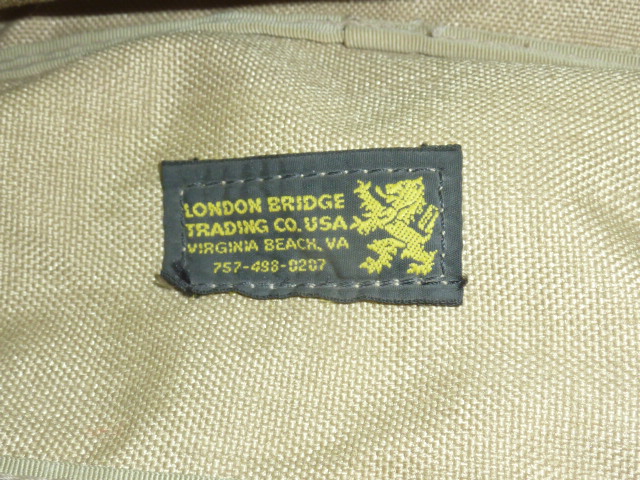 LONDON BRIDGE
TRADING CO. USA
VIRGINIA BEACH, VA
757-498-0207